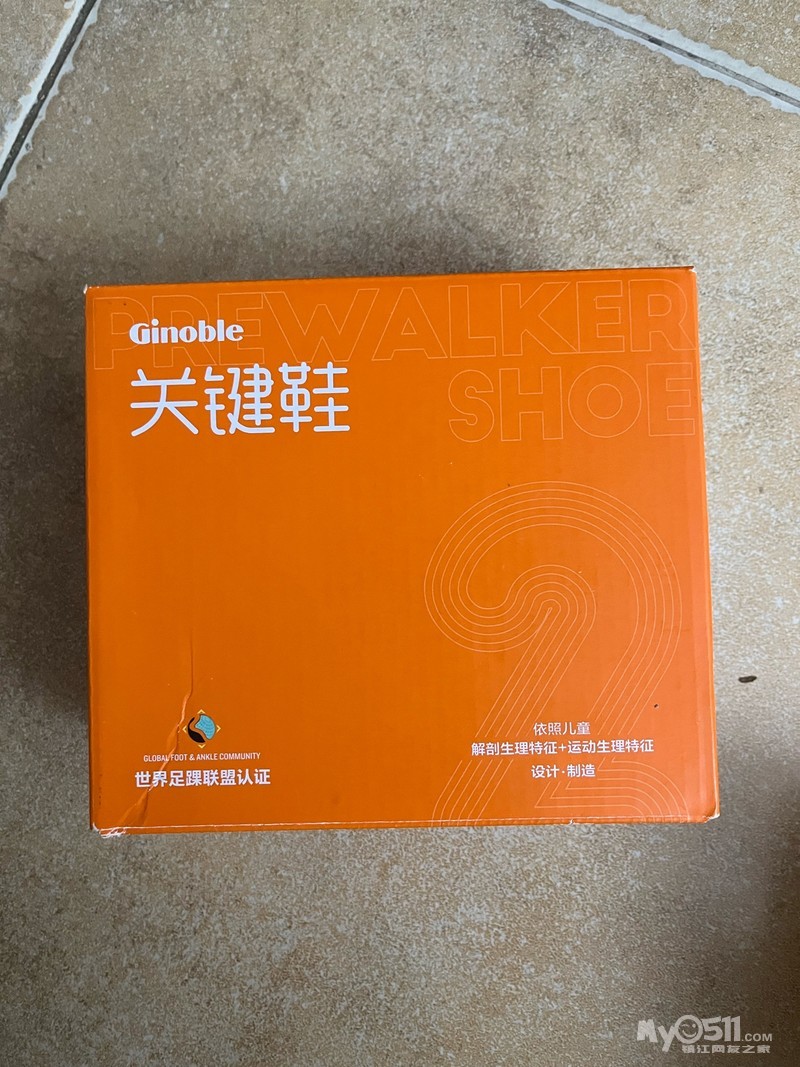 PREWALKER
Ginoble
关键鞋
SHOE
2
GLOBAL FOOT & ANKLE COMMUNITY
世界足踝联盟认证
依照儿童
解剖生理特征+运动生理特征
设计·制造
My0511.COM
镇江网友之家